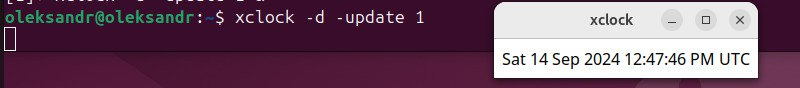 oleksandr@oleksandr:~$ xclock -d -update 1
xclock
Sat 14 Sep 2024 12:47:46 PM UTC